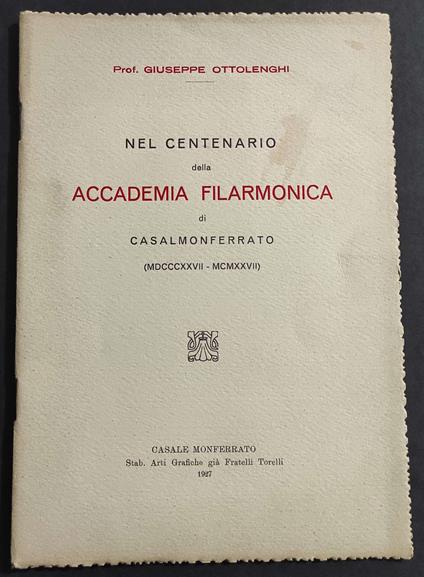 Prof. GIUSEPPE OTTOLENGHI
NEL CENTENARIO
della
ACCADEMIA FILARMONICA
di
CASALMONFERRATO
(MDCCCXXVII - MCMXXVII)
CASALE MONFERRATO
Stab. Arti Grafiche già Fratelli Torelli
1927